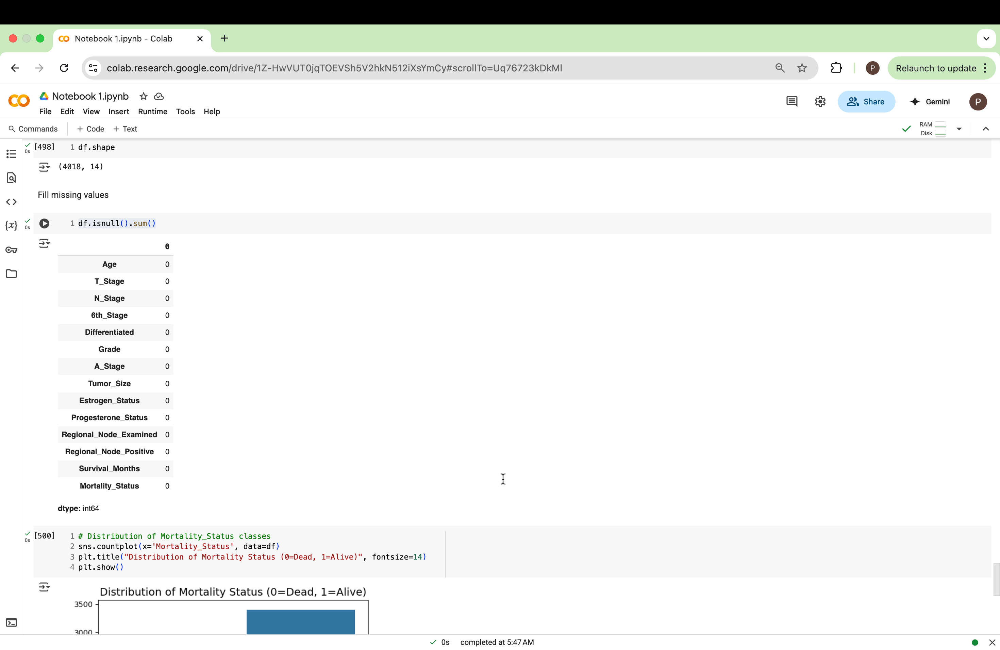 Notebook 1.ipynb - Colab
colab.research.google.com/drive/1Z-HwVUT0jqTOEVSh5V2hkN512iXsYmCy#scrollTo=Uq76723kDkMl
P
Relaunch to update
Notebook 1.ipynb
File Edit View Insert Runtime Tools Help
Share
Gemini
P
Commands + Code + Text
RAM
Disk
0s [498] 1 df.shape
(4018, 14)
Fill missing values
0s 1 df.isnull().sum()
0
Age 0
T_Stage 0
N_Stage 0
6th_Stage 0
Differentiated 0
Grade 0
A_Stage 0
Tumor_Size 0
Estrogen_Status 0
Progesterone_Status 0
Regional_Node_Examined 0
Regional_Node_Positive 0
Survival_Months 0
Mortality_Status 0
dtype: int64
0s [500] 1 # Distribution of Mortality_Status classes
2 sns.countplot(x='Mortality_Status', data=df)
3 plt.title("Distribution of Mortality Status (0=Dead, 1=Alive)", fontsize=14)
4 plt.show()
Distribution of Mortality Status (0=Dead, 1=Alive)
3500
3000
0s completed at 5:47 AM